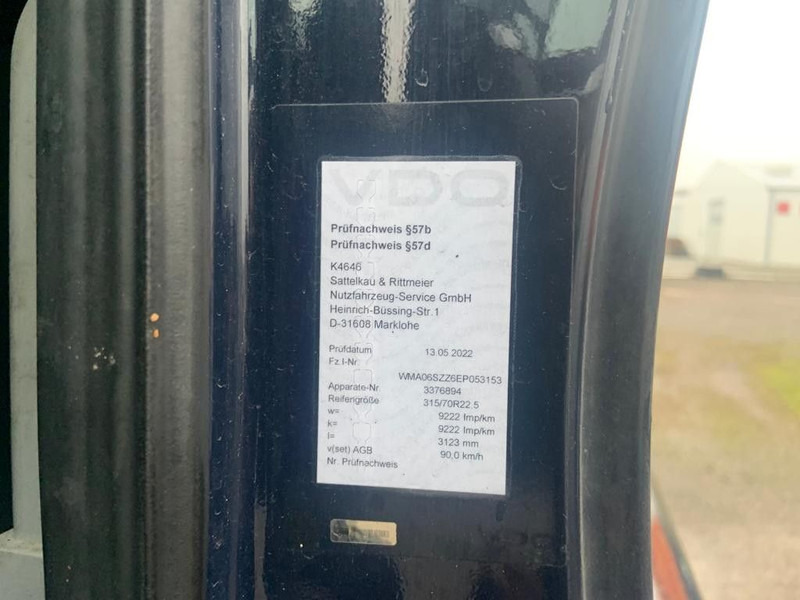 VDO
Prüfnachweis §57b
Prüfnachweis §57d
K4646
Sattelkau & Rittmeier
Nutzfahrzeug-Service GmbH
Heinrich-Büssing-Str.1
D-31608 Marklohe
Prüfdatum 13 05 2022
Fz.I-Nr.
WMA06SZZ6EP053153
Apparate-Nr. 3376894
Reifengröße 315/70R22.5
w= 9222 Imp/km
k= 9222 Imp/km
l= 3123 mm
v(set) AGB 90,0 km/h
Nr. Prüfnachweis